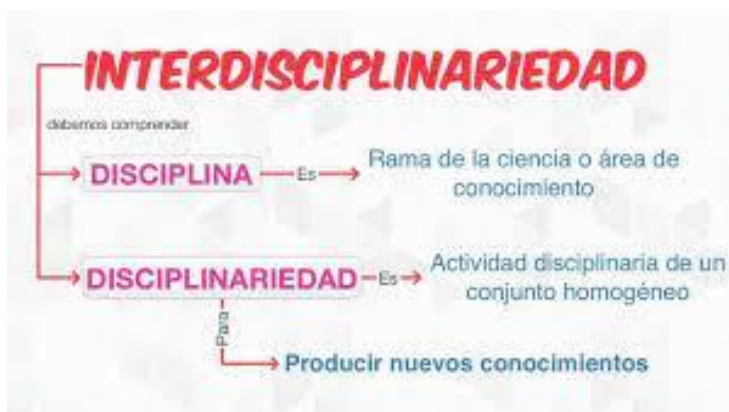 INTERDISCIPLINARIEDAD
debemos comprender
DISCIPLINA
Es
Rama de la ciencia o área de
conocimiento
DISCIPLINARIEDAD
Es
Actividad disciplinaria de un
conjunto homogéneo
Para
Producir nuevos conocimientos